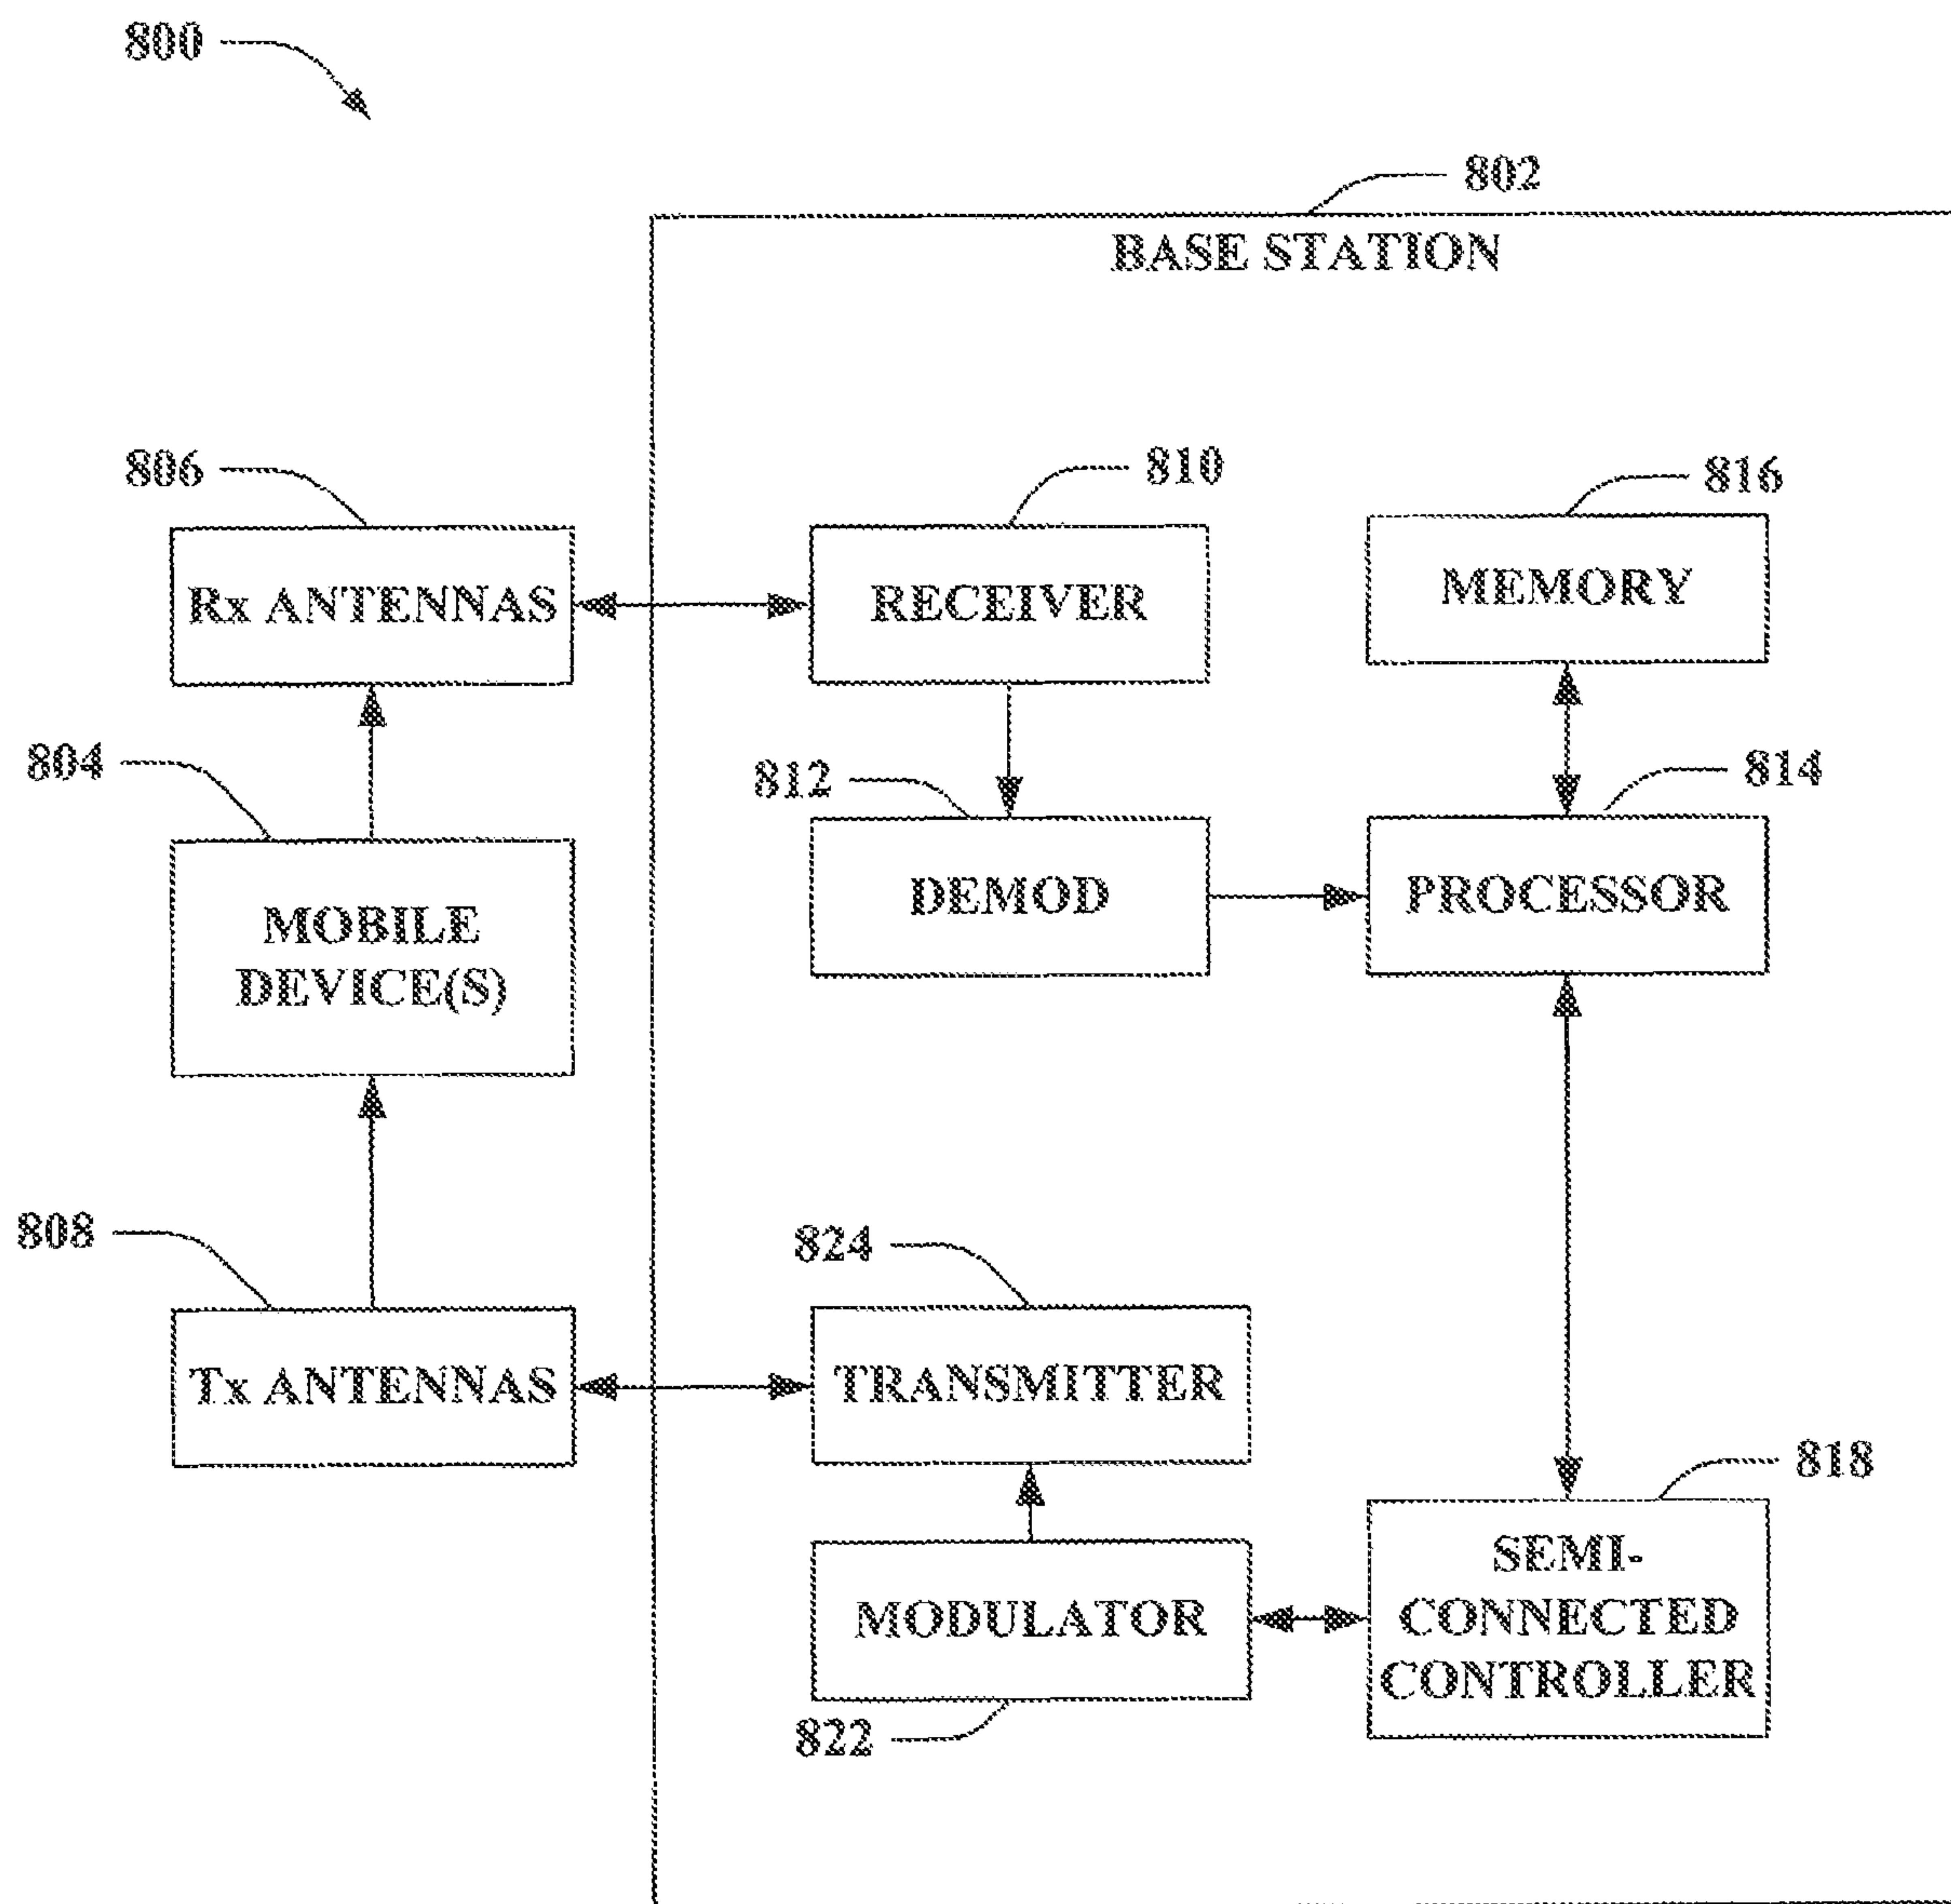 800
802
BASE STATION
806
810
816
Rx ANTENNAS
RECEIVER
MEMORY
804
812
814
MOBILE
DEVICE(S)
DEMOD
PROCESSOR
808
824
Tx ANTENNAS
TRANSMITTER
818
MODULATOR
SEMI-
CONNECTED
CONTROLLER
822